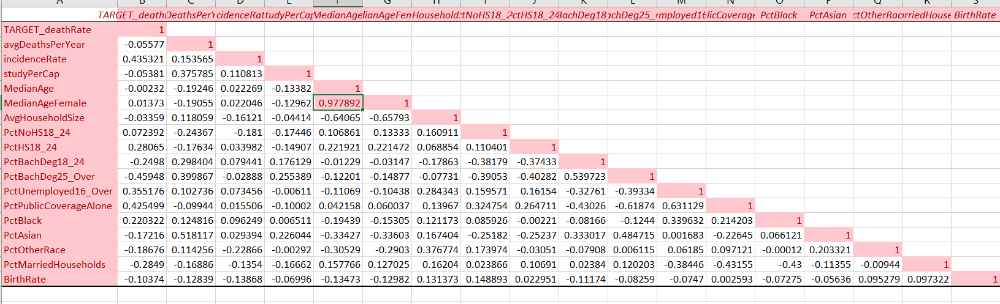 A B C D E F G H I J K L M N O P Q R S
TARGET_deathl DeathsPerY cidenceRat tudyPerCap MedianAge lianAgeFen Household: tNoHS18_2 ctHS18_24 BachDeg18_ achDeg25_ mployed16 licCoverage PctBlack PctAsian ctOtherRac rriedHouse BirthRate
TARGET_deathRate 1
avgDeathsPerYear -0.05577 1
incidenceRate 0.435321 0.153565 1
studyPerCap -0.05381 0.375785 0.110813 1
MedianAge -0.00232 -0.19246 0.022269 -0.13382 1
MedianAgeFemale 0.01373 -0.19055 0.022046 -0.12962 0.977892 1
AvgHouseholdSize -0.03359 0.118059 -0.16121 -0.04414 -0.64065 -0.65793 1
PctNoHS18_24 0.072392 -0.24367 -0.181 -0.17446 0.106861 0.13333 0.160911 1
PctHS18_24 0.28065 -0.17634 0.033982 -0.14907 0.221921 0.221472 0.068854 0.110401 1
PctBachDeg18_24 -0.2498 0.298404 0.079441 0.176129 -0.01229 -0.03147 -0.17863 -0.38179 -0.37433 1
PctBachDeg25_Over -0.45948 0.399867 -0.02888 0.255389 -0.12201 -0.14877 -0.07731 -0.39053 -0.40282 0.539723 1
PctUnemployed16_Over 0.355176 0.102736 0.073456 -0.00611 -0.11069 -0.10438 0.284343 0.159571 0.16154 -0.32761 -0.39334 1
PctPublicCoverageAlone 0.425499 -0.09944 0.015506 -0.10002 0.042158 0.060037 0.13967 0.324754 0.264711 -0.43026 -0.61874 0.631129 1
PctBlack 0.220322 0.124816 0.096249 0.006511 -0.19439 -0.15305 0.121173 0.085926 -0.00221 -0.08166 -0.1244 0.339632 0.214203 1
PctAsian -0.17216 0.518117 0.029394 0.226044 -0.33427 -0.33603 0.167404 -0.25182 -0.25237 0.333017 0.484715 0.001683 -0.22645 0.066121 1
PctOtherRace -0.18676 0.114256 -0.22866 -0.00292 -0.30529 -0.2903 0.376774 0.173974 -0.03051 -0.07908 0.006115 0.06185 0.097121 -0.00012 0.203321 1
PctMarriedHouseholds -0.2849 -0.16886 -0.1354 -0.16662 0.157766 0.127025 0.16204 0.023866 0.10691 0.02384 0.120203 -0.38446 -0.43155 -0.43 -0.11355 -0.00944 1
BirthRate -0.10374 -0.12839 -0.13868 -0.06996 -0.13473 -0.12982 0.131373 0.148893 0.022951 -0.11174 -0.08259 -0.0747 0.002593 -0.07275 -0.05636 0.095279 0.097322 1